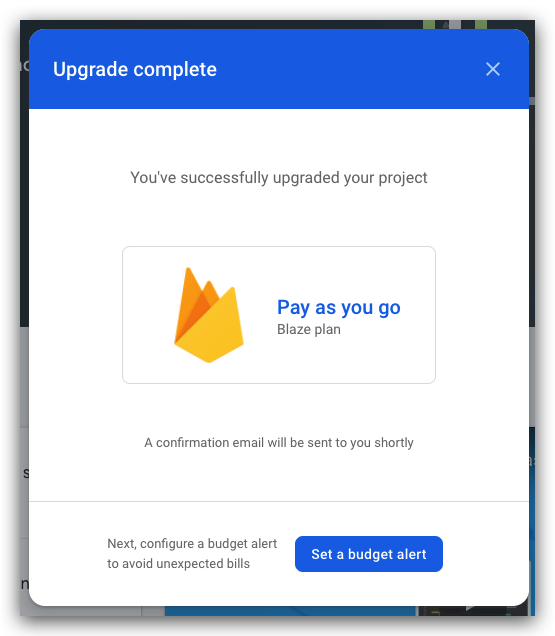 Upgrade complete
You've successfully upgraded your project
Pay as you go
Blaze plan
A confirmation email will be sent to you shortly
Next, configure a budget alert
to avoid unexpected bills
Set a budget alert